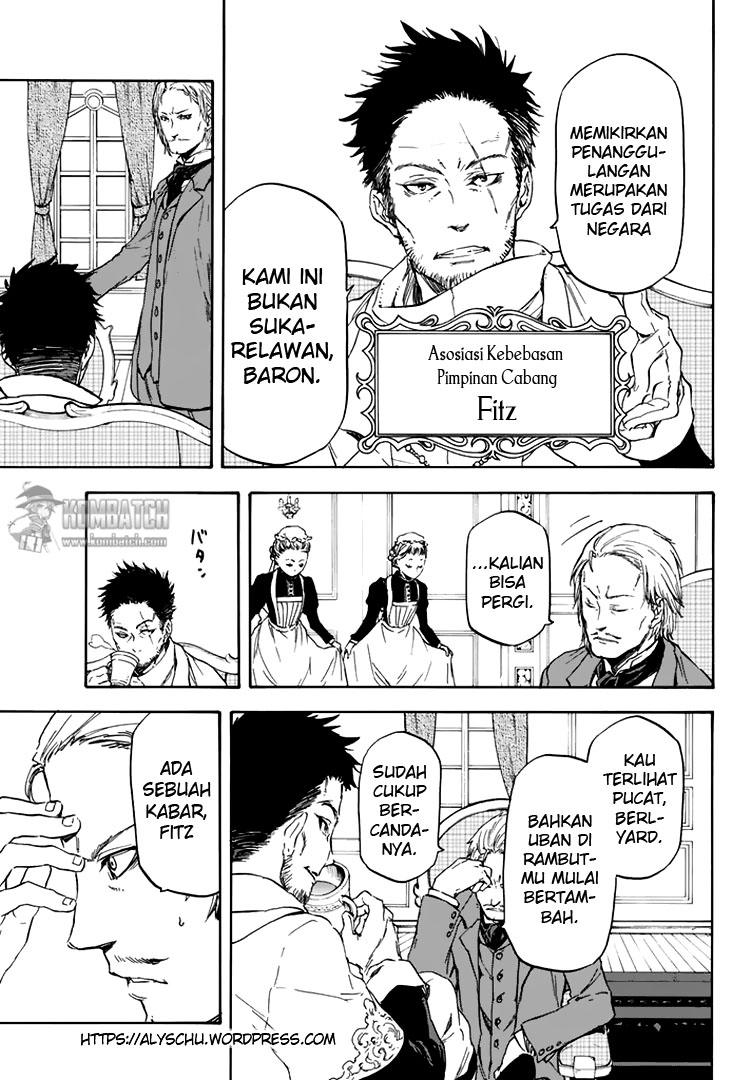 MEMIKIRKAN
PENANGGU-
LANGAN
MERUPAKAN
TUGAS DARI
NEGARA
KAMI INI
BUKAN
SUKA-
RELAWAN,
BARON.
Asosiasi Kebebasan
Pimpinan Cabang
Fitz
...KALIAN
BISA
PERGI.
バタン
KOMBATCH
www.kombatch.com
KAU
TERLIHAT
PUCAT,
BERL-
YARD.
BAHKAN
UBAN DI
RAMBUT-
MU MULAI
BERTAM-
BAH.
SUDAH
CUKUP
BER-
CANDA-
NYA.
ADA
SEBUAH
KABAR,
FITZ
HTTPS://ALYSCHU.WORDPRESS.COM